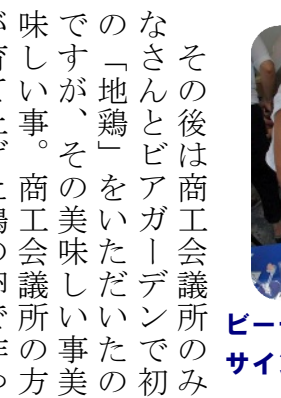 その後は商工会議所のみ
なさんとビアガーデンで初
の「地鶏」をいただいたの
ですが、その美味しい事美
味しい事。商工会議所の方
ビー
サイン